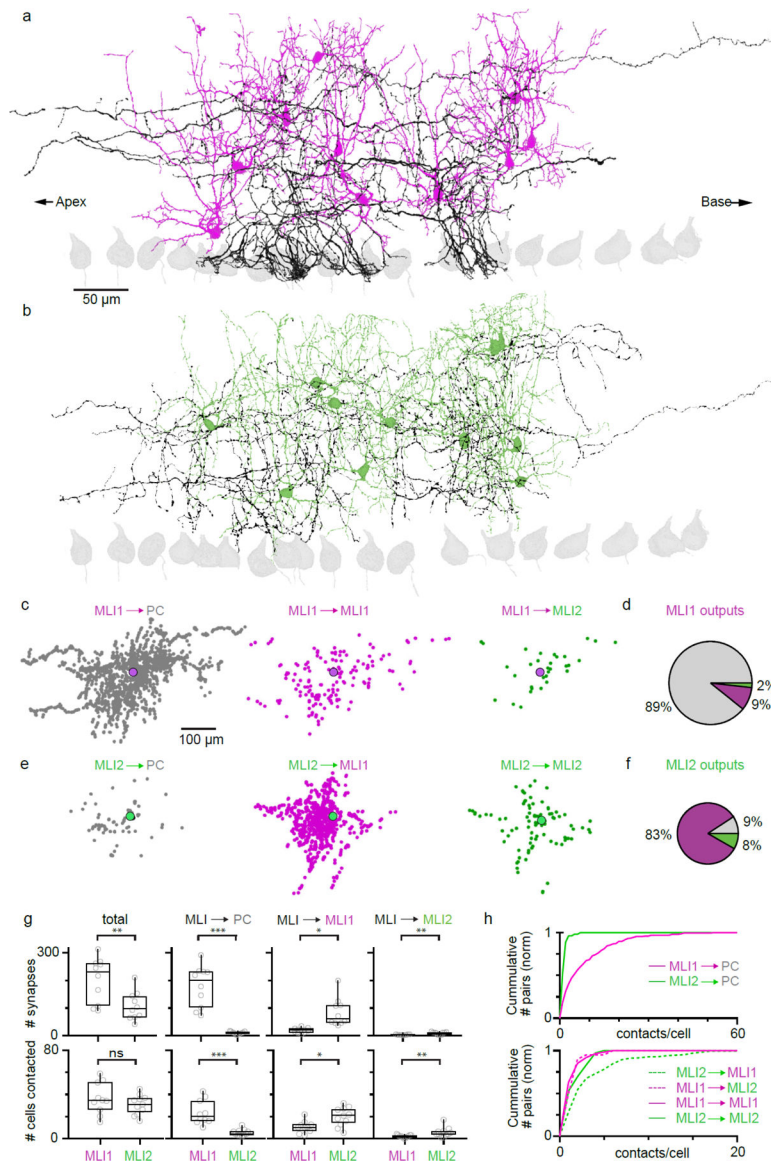 a
Apex
Base
50 µm
b
c
MLI1 → PC
MLI1 → MLI1
MLI1 → MLI2
d
MLI1 outputs
2%
9%
89%
100 µm
e
MLI2 → PC
MLI2 → MLI1
MLI2 → MLI2
f
MLI2 outputs
9%
83%
8%
g
total
MLI → PC
MLI → MLI1
MLI → MLI2
**
***
*
**
300
# synapses
0
ns
***
*
**
80
# cells contacted
0
MLI1 MLI2
MLI1 MLI2
MLI1 MLI2
MLI1 MLI2
h
1
Cummulative
# pairs (norm)
MLI1 → PC
MLI2 → PC
0
0 contacts/cell 60
1
Cummulative
# pairs (norm)
MLI2 → MLI1
MLI1 → MLI2
MLI1 → MLI1
MLI2 → MLI2
0
0 contacts/cell 20